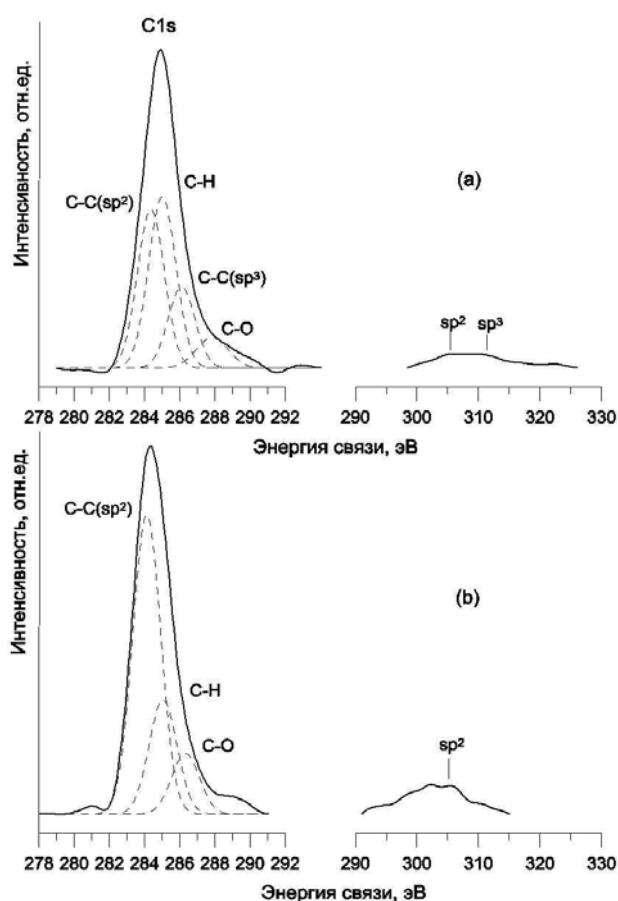 C1s
Интенсивность, отн.ед.
C-H
(a)
C-C(sp²)
C-C(sp³)
C-O
sp² sp³
278 280 282 284 286 288 290 292
290 300 310 320 330
Энергия связи, эВ
Интенсивность, отн.ед.
C-C(sp²)
(b)
C-H
C-O
sp²
278 280 282 284 286 288 290 292
290 300 310 320 330
Энергия связи, эВ